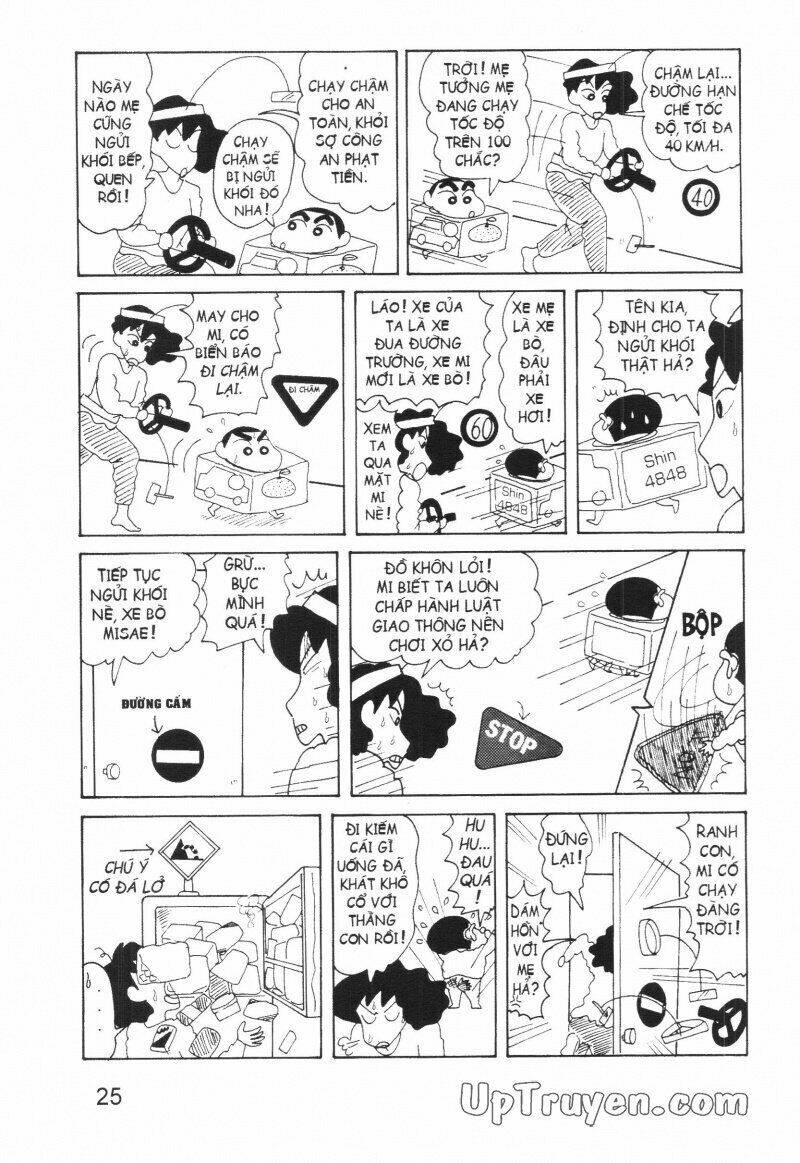 CHẬM LẠI...
ĐƯỜNG HẠN
CHẾ TỐC
ĐỘ, TỐI ĐA
40 KM/H.
40
TRỜI! MẸ
TƯỞNG MẸ
ĐANG CHẠY
TỐC ĐỘ
TRÊN 100
CHẮC?
CHẠY CHẬM
CHO AN
TOÀN, KHỎI
SỢ CÔNG
AN PHẠT
TIỀN.
CHẠY
CHẬM SẼ
BỊ NGỬI
KHÓI ĐÓ
NHA!
NGÀY
NÀO MẸ
CŨNG
NGỬI
KHÓI BẾP,
QUEN
RỒI!
TÊN KIA,
ĐỊNH CHO TA
NGỬI KHÓI
THẬT HẢ?
Shin
4848
XE MẸ
LÀ XE
BÒ,
ĐÂU
PHẢI
XE
HƠI!
LÁO! XE CỦA
TA LÀ XE
ĐUA ĐƯỜNG
TRƯỜNG, XE MI
MỚI LÀ XE BÒ!
60
XEM
TA
QUA
MẶT
MI
NÈ!
Shin
4848
MAY CHO
MI, CÓ
BIỂN BÁO
ĐI CHẬM
LẠI.
ĐI CHẬM
BỘP
ĐỒ KHÔN LỎI!
MI BIẾT TA LUÔN
CHẤP HÀNH LUẬT
GIAO THÔNG NÊN
CHƠI XỎ HẢ?
STOP
GRỪ...
BỰC
MÌNH
QUÁ!
TIẾP TỤC
NGỬI KHÓI
NÈ, XE BÒ
MISAE!
ĐƯỜNG CẤM
RANH
CON,
MI CÓ
CHẠY
ĐẰNG
TRỜI!
ĐỨNG
LẠI!
DÁM
HỖN
VỚI
MẸ
HẢ?
HU
HU...
ĐAU
QUÁ
!
ĐI KIẾM
CÁI GÌ
UỐNG ĐÃ,
KHÁT KHÔ
CỔ VỚI
THẰNG
CON RỒI!
CHÚ Ý
CÓ ĐÁ LỞ
25
UpTruyen.com